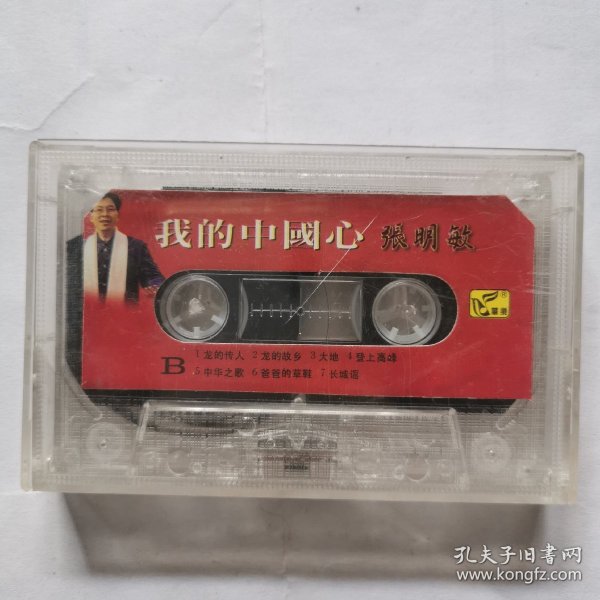 我的中國心 張明敏
1龙的传人 2龙的故乡 3大地 4登上高峰
B
5中华之歌 6爸爸的草鞋 7长城谣
孔夫子旧书网
www.kongfz.com